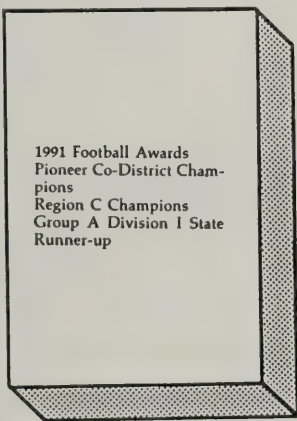 1991 Football Awards
Pioneer Co-District Cham-
pions
Region C Champions
Group A Division I State
Runner-up